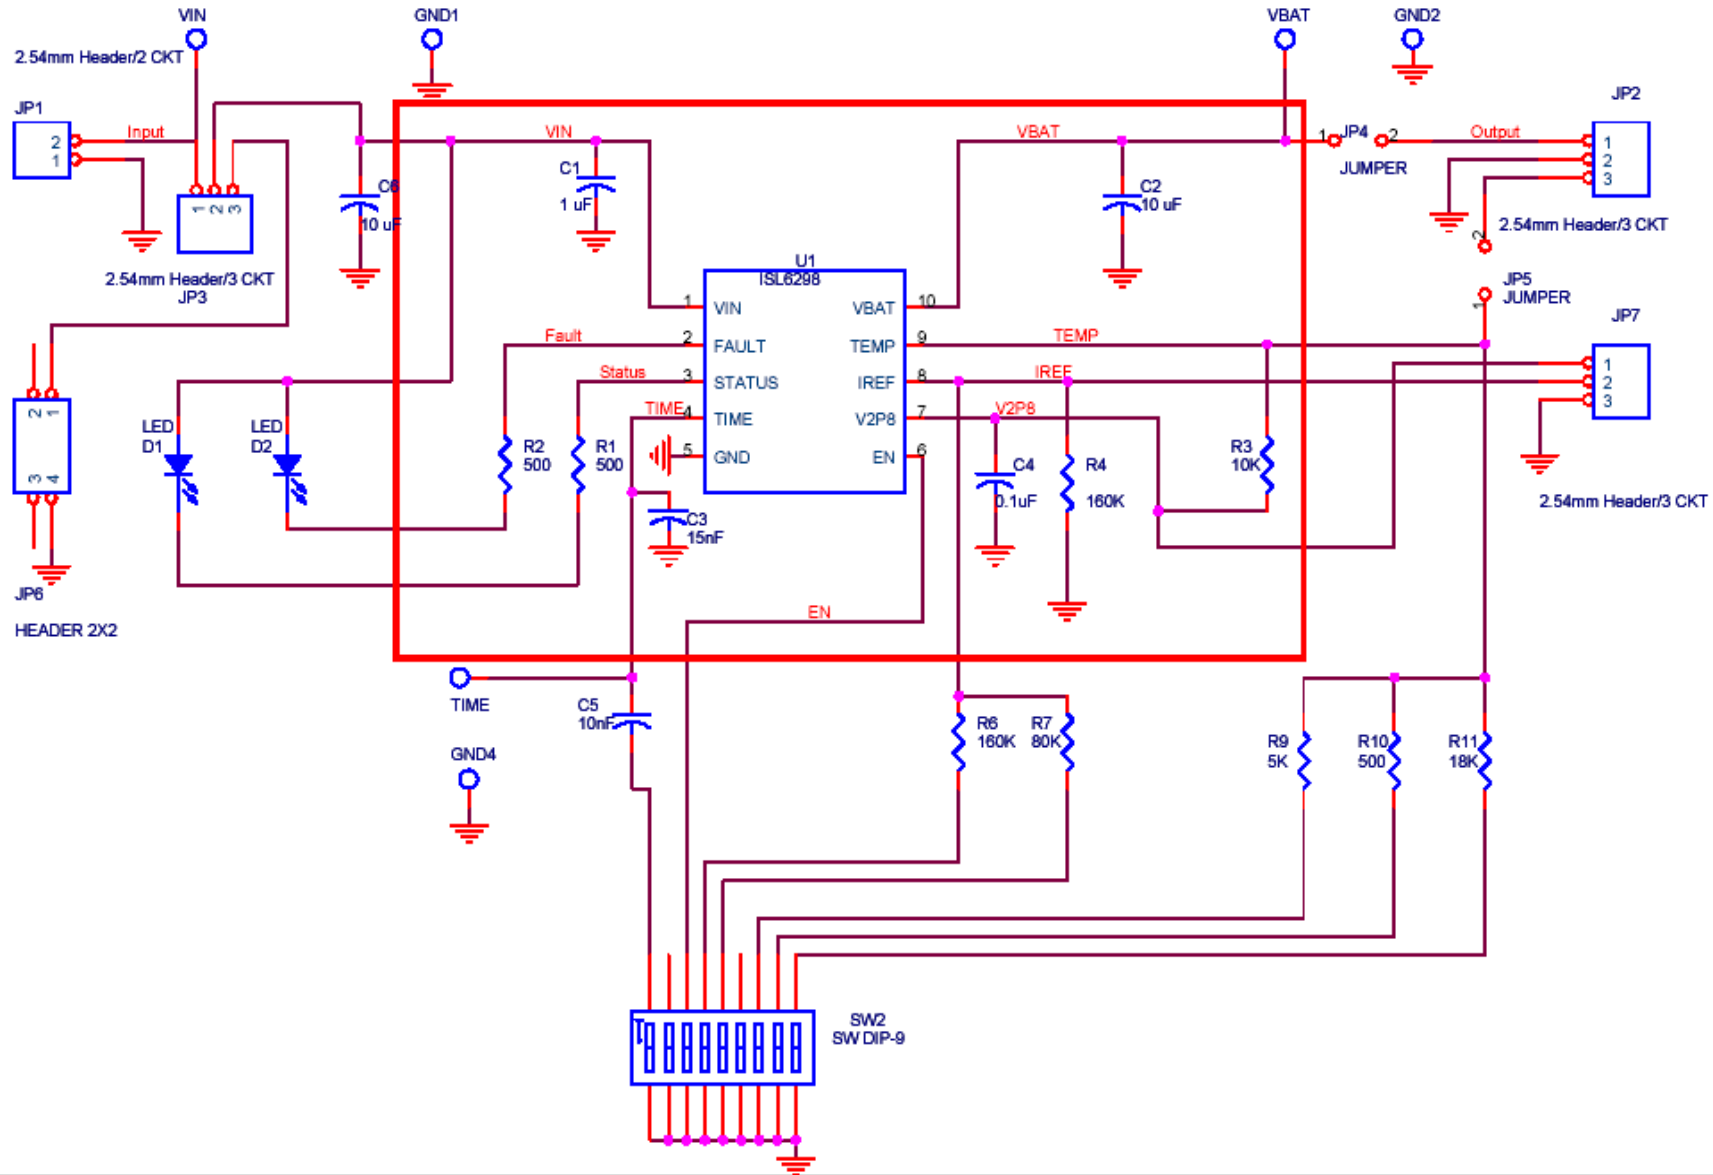 VIN
GND1
VBAT
GND2
2.54mm Header/2 CKT
JP1
2
1
Input
1
2
3
2.54mm Header/3 CKT
JP3
VIN
C6
10 uF
C1
1 uF
VBAT
C2
10 uF
1
JP4
2
JUMPER
Output
JP2
1
2
3
2.54mm Header/3 CKT
2
JP5
JUMPER
1
U1
ISL6298
1
VIN
2
FAULT
3
STATUS
4
TIME
5
GND
VBAT
10
TEMP
9
IREF
8
V2P8
7
EN
6
Fault
Status
TIME
TEMP
IREF
V2P8
JP7
1
2
3
2.54mm Header/3 CKT
2
1
3
4
JP6
HEADER 2X2
LED
D1
LED
D2
R2
500
R1
500
C3
15nF
C4
0.1uF
R4
160K
R3
10K
EN
TIME
C5
10nF
GND4
R6
160K
R7
80K
R9
5K
R10
500
R11
18K
SW2
SW DIP-9